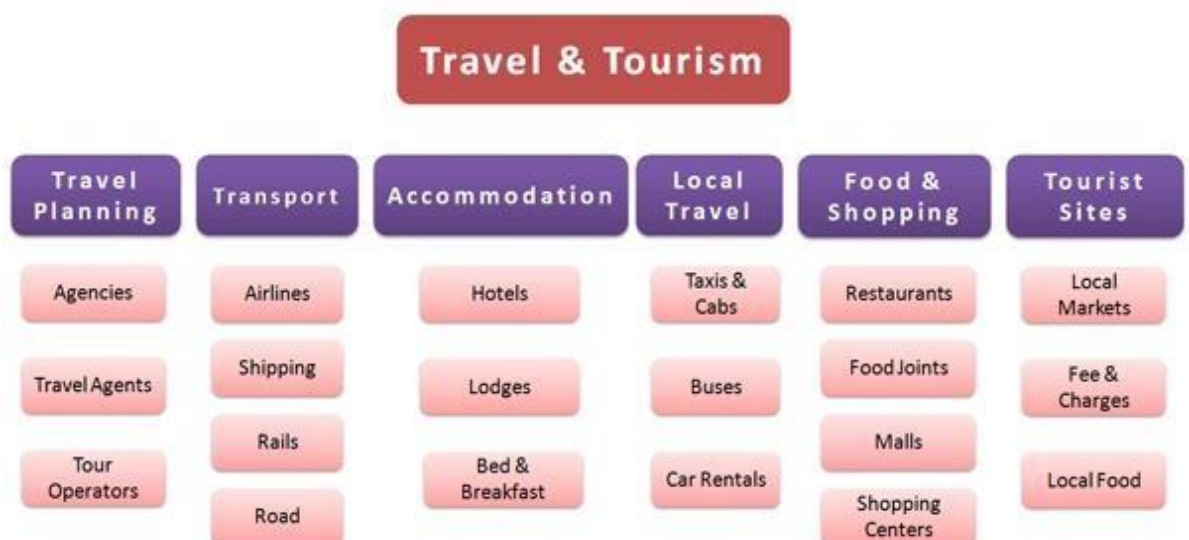 Travel & Tourism
Travel
Planning
Transport
Accommodation
Local
Travel
Food &
Shopping
Tourist
Sites
Agencies
Travel Agents
Tour
Operators
Airlines
Shipping
Rails
Road
Hotels
Lodges
Bed &
Breakfast
Taxis &
Cabs
Buses
Car Rentals
Restaurants
Food Joints
Malls
Shopping
Centers
Local
Markets
Fee &
Charges
Local Food